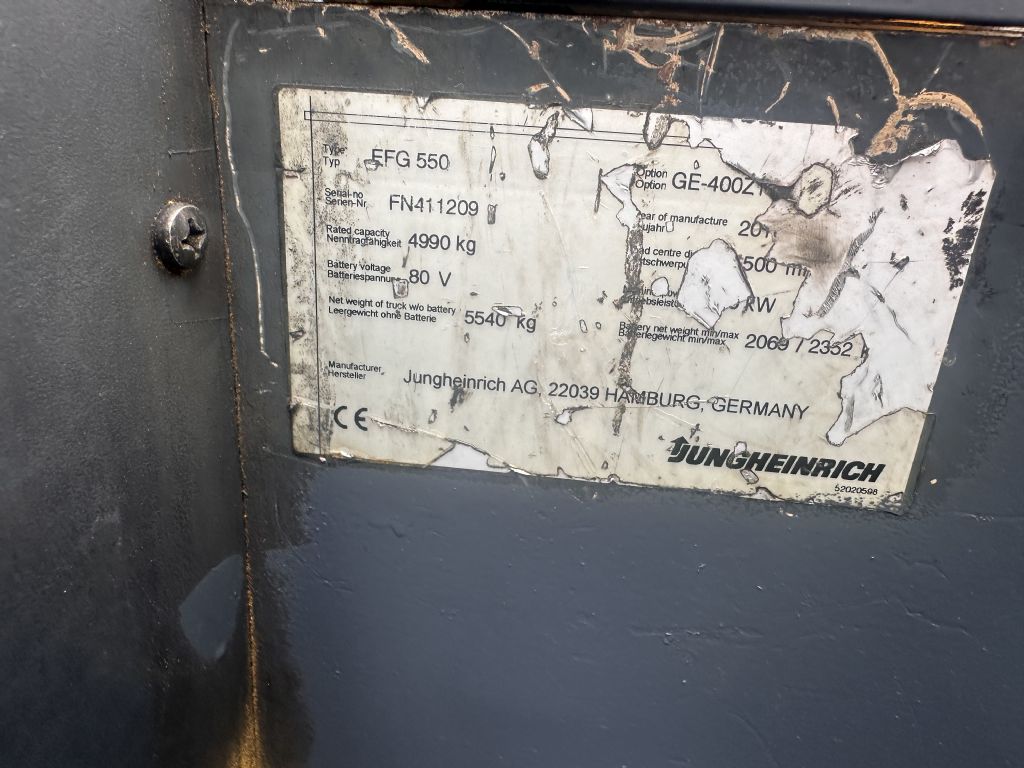 Type
Typ EFG 550
Option
Option GE-400Z
Serial-no
Serien-Nr. FN411209
of manufacture
201
Rated capacity
Nenntragfähigkeit 4990 kg
centre
500
Battery voltage
Batteriespannung 80 V
KW
Net weight of truck w/o battery
Leergewicht ohne Batterie 5540 kg
Battery net weight min/max
Batteriegewicht min/max 2069 / 2352
Manufacturer
Hersteller Jungheinrich AG, 22039 HAMBURG, GERMANY
CE
JUNGHEINRICH
52020598